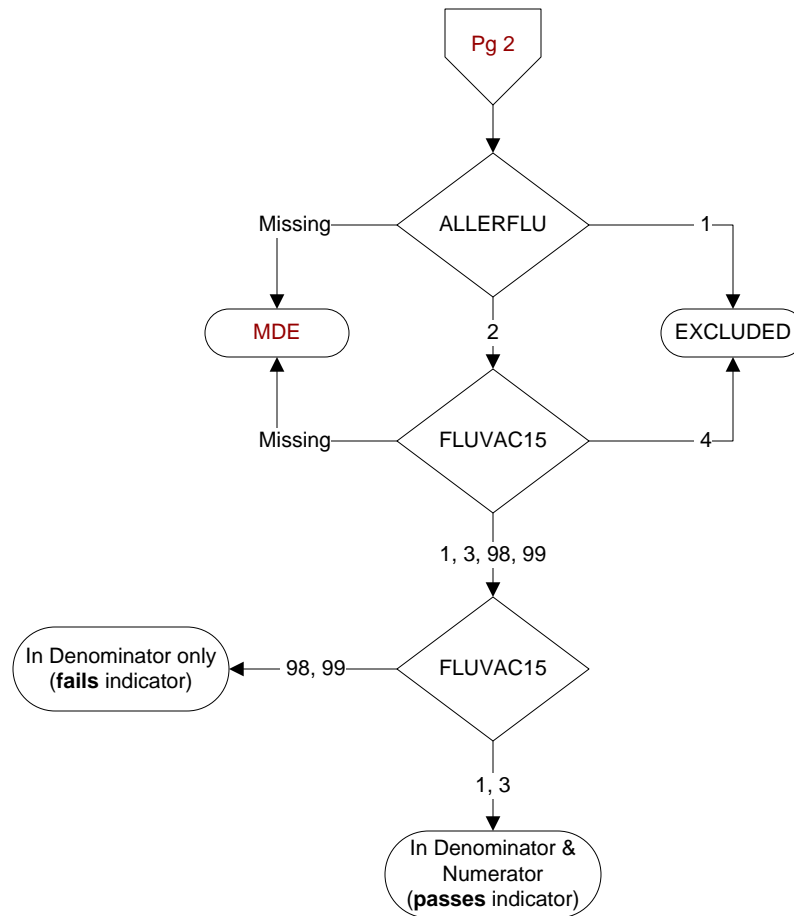 Pg 2
ALLERFLU
Missing
1
MDE
EXCLUDED
2
FLUVAC15
Missing
4
1, 3, 98, 99
FLUVAC15
98, 99
In Denominator only
(fails indicator)
1, 3
In Denominator &
Numerator
(passes indicator)